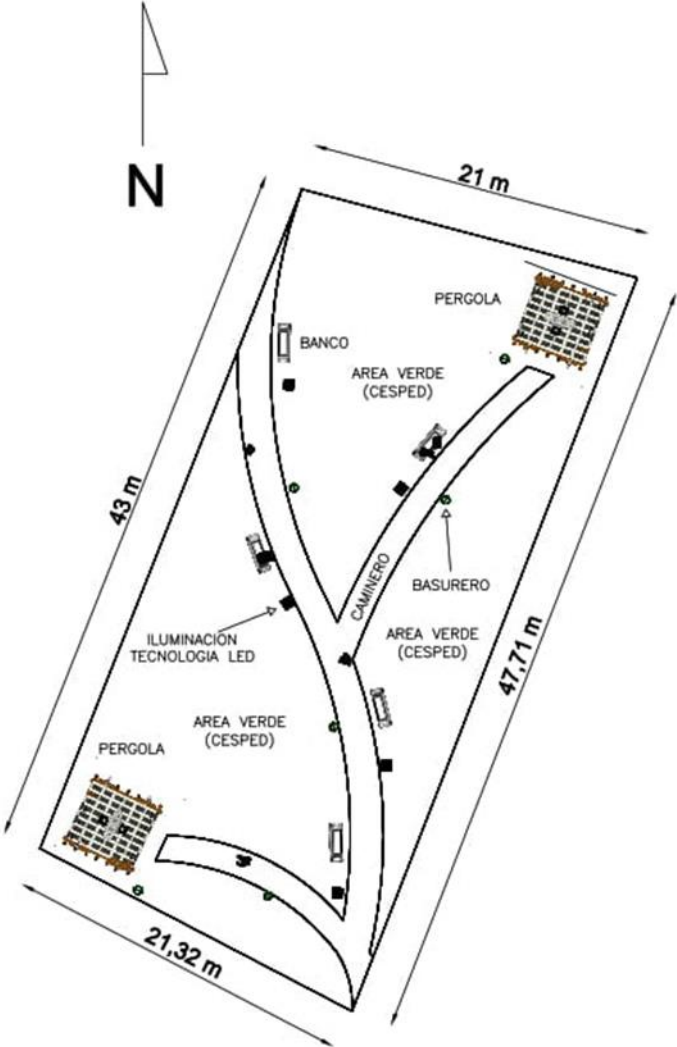 N
21 m
PERGOLA
BANCO
AREA VERDE
(CESPED)
43 m
CAMINERO
BASURERO
ILUMINACION
TECNOLOGIA LED
AREA VERDE
(CESPED)
47,71 m
AREA VERDE
(CESPED)
PERGOLA
21,32 m